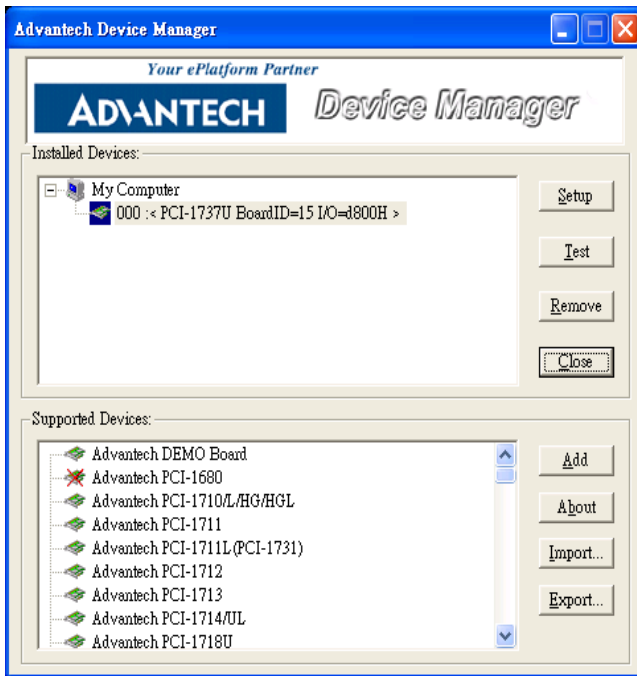 Advantech Device Manager
Your ePlatform Partner
ADVANTECH Device Manager
Installed Devices:
My Computer
000 :< PCI-1737U BoardID=15 I/O=d800H >
Setup
Test
Remove
Close
Supported Devices:
Advantech DEMO Board
Advantech PCI-1680
Advantech PCI-1710/L/HG/HGL
Advantech PCI-1711
Advantech PCI-1711L(PCI-1731)
Advantech PCI-1712
Advantech PCI-1713
Advantech PCI-1714/UL
Advantech PCI-1718U
Add
About
Import...
Export...